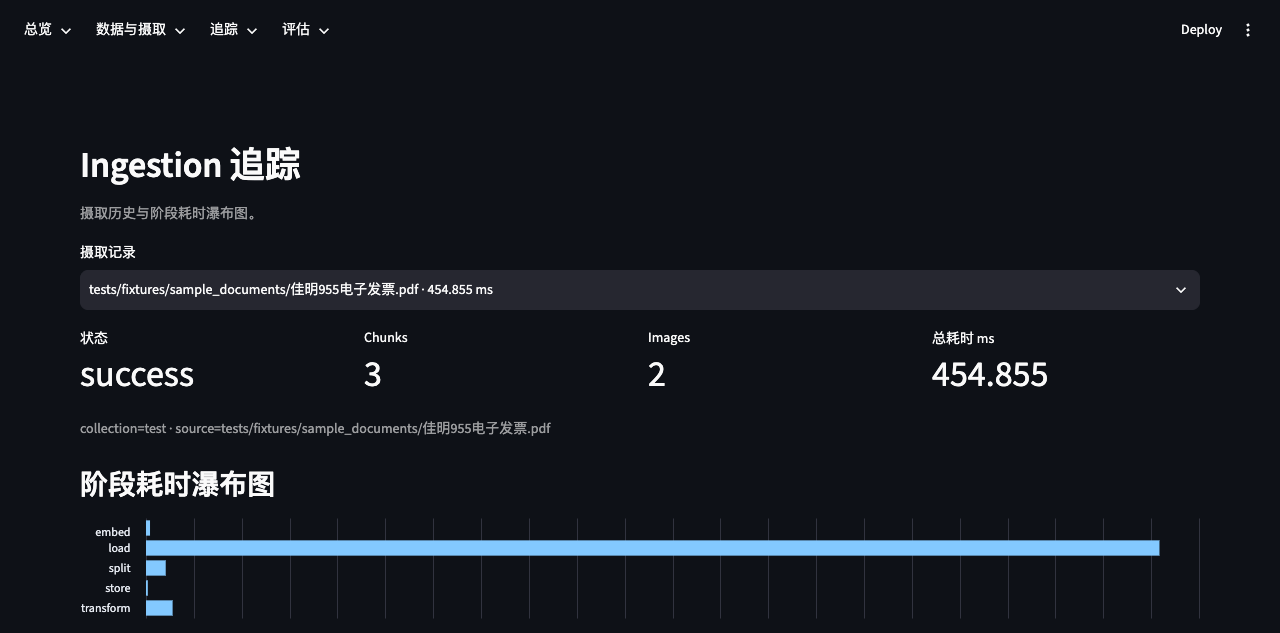 总览 数据与摄取 追踪 评估 Deploy
Ingestion 追踪
摄取历史与阶段耗时瀑布图。
摄取记录
tests/fixtures/sample_documents/佳明955电子发票.pdf · 454.855 ms
状态 Chunks Images 总耗时 ms
success 3 2 454.855
collection=test · source=tests/fixtures/sample_documents/佳明955电子发票.pdf
阶段耗时瀑布图
embed
load
split
store
transform